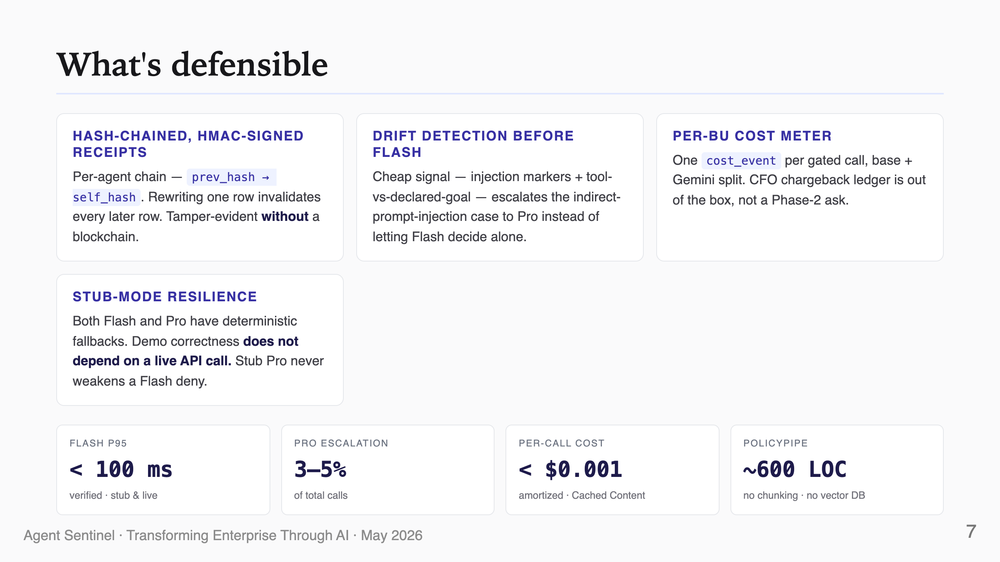 What's defensible
HASH-CHAINED, HMAC-SIGNED
RECEIPTS
Per-agent chain — prev_hash →
self_hash. Rewriting one row invalidates
every later row. Tamper-evident without a
blockchain.
DRIFT DETECTION BEFORE
FLASH
Cheap signal — injection markers + tool-
vs-declared-goal — escalates the indirect-
prompt-injection case to Pro instead of
letting Flash decide alone.
PER-BU COST METER
One cost_event per gated call, base +
Gemini split. CFO chargeback ledger is out
of the box, not a Phase-2 ask.
STUB-MODE RESILIENCE
Both Flash and Pro have deterministic
fallbacks. Demo correctness does not
depend on a live API call. Stub Pro never
weakens a Flash deny.
FLASH P95
< 100 ms
verified · stub & live
PRO ESCALATION
3–5%
of total calls
PER-CALL COST
< $0.001
amortized · Cached Content
POLICYPIPE
~600 LOC
no chunking · no vector DB
Agent Sentinel · Transforming Enterprise Through AI · May 2026
7